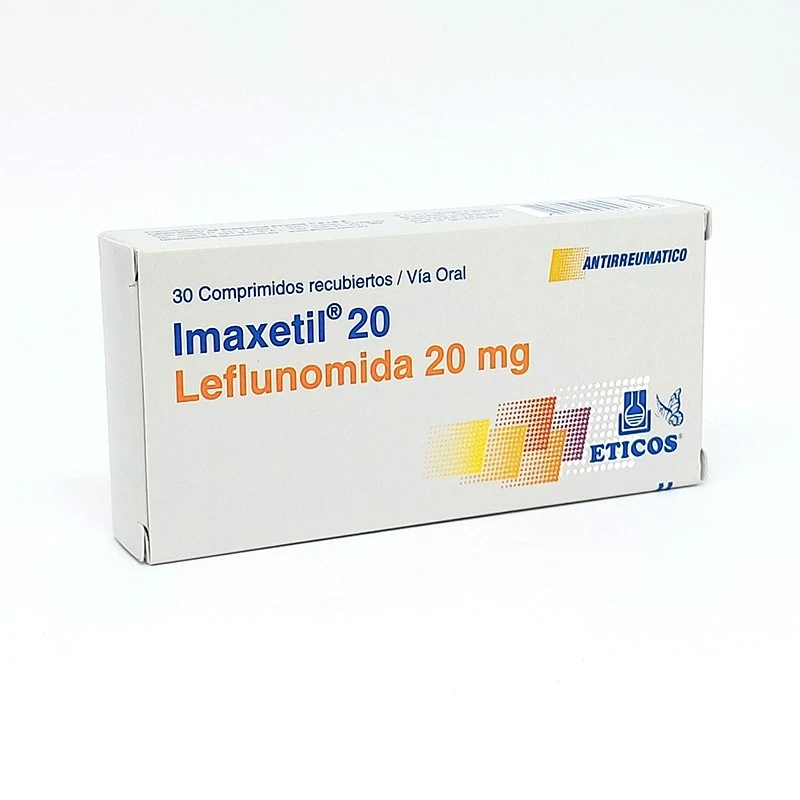 30 Comprimidos recubiertos / Vía Oral
ANTIRREUMATICO
Imaxetil® 20
Leflunomida 20 mg
ETICOS®